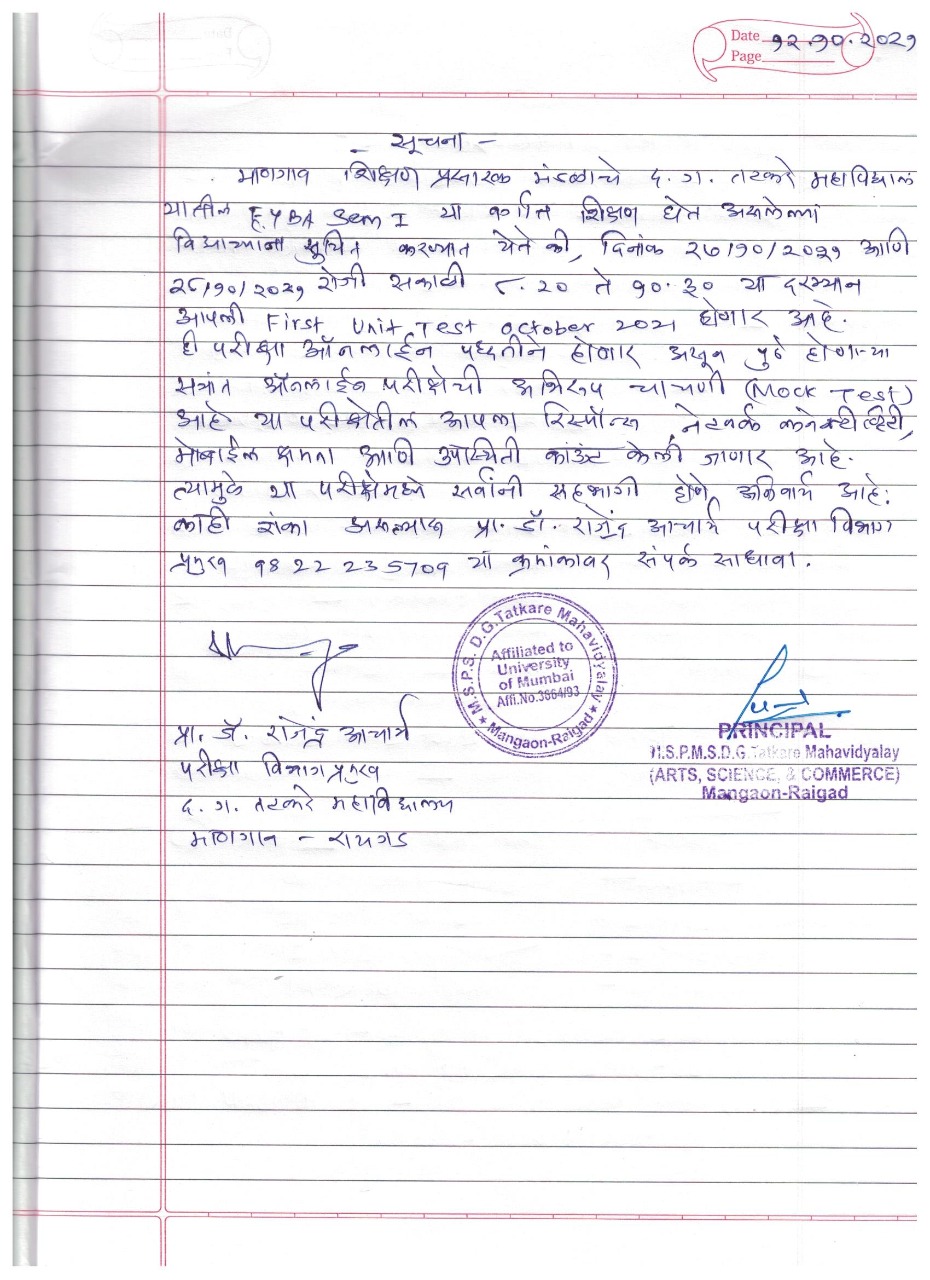 Date १२.१०.२०२१
Page
- सूचना -
माणगाव शिक्षण प्रसारक मंडळाचे द. ग. तटकरे महाविद्यालय
यातील F.Y.BA Sem I या वर्गात शिक्षण घेत असलेल्या
विद्यार्थ्यांना सूचित करण्यात येते की, दिनांक २७/१०/२०२१ आणि
२८/१०/२०२१ रोजी सकाळी ८.२० ते १०.३० या दरम्यान
आपली First Unit Test October 2021 होणार आहे.
ही परीक्षा ऑनलाईन पध्दतीने होणार असून पुढे होणाऱ्या
सत्रांत ऑनलाईन परीक्षेची अभिरूप चाचणी (Mock Test)
आहे या परीक्षेतील आपला रिस्पॉन्स, नेटवर्क कनेक्टीव्हिटी,
मोबाईल क्षमता आणि उपस्थिती काउंट केली जाणार आहे.
त्यामुळे या परीक्षेमध्ये सर्वांनी सहभागी होणे अनिवार्य आहे.
काही शंका असल्यास प्रा. डॉ. राजेंद्र आचार्य परीक्षा विभाग
प्रमुख 98 22 23 5709 या क्रमांकावर संपर्क साधावा.
M.S.P.S. D.G.Tatkare Mahavidyalay
Mangaon-Raigad
Affiliated to
University
of Mumbai
Affi.No.3664/93
प्रा. डॉ. राजेंद्र आचार्य
परीक्षा विभाग प्रमुख
द. ग. तटकरे महाविद्यालय
माणगाव - रायगड
PRINCIPAL
M.S.P.M.S.D.G.Tatkare Mahavidyalay
(ARTS, SCIENCE, & COMMERCE)
Mangaon-Raigad